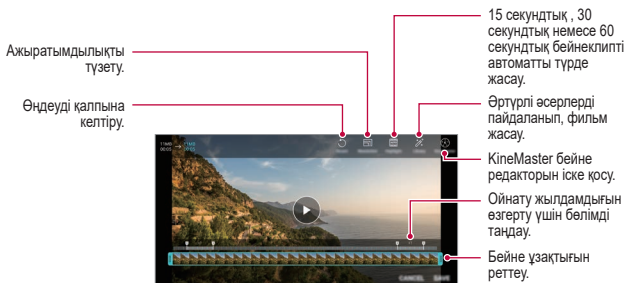 Ажыратымдылықты
түзету.
Өңдеуді қалпына
келтіру.
15 секундтық , 30
секундтық немесе 60
секундтық бейнеклипті
автоматты түрде
жасау.
Әртүрлі әсерлерді
пайдаланып, фильм
жасау.
KineMaster бейне
редакторын іске қосу.
Ойнату жылдамдығын
өзгерту үшін бөлімді
таңдау.
Бейне ұзақтығын
реттеу.
CANCEL SAVE